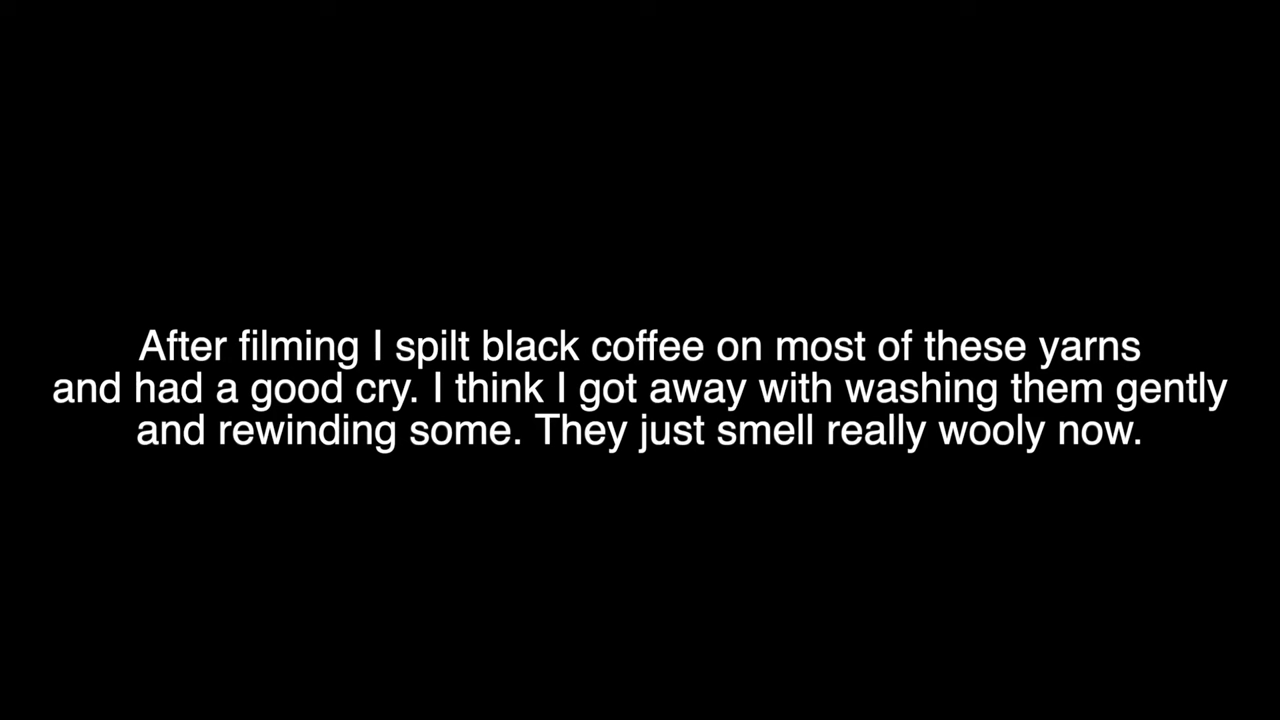 After filming I spilt black coffee on most of these yarns
and had a good cry. I think I got away with washing them gently
and rewinding some. They just smell really wooly now.